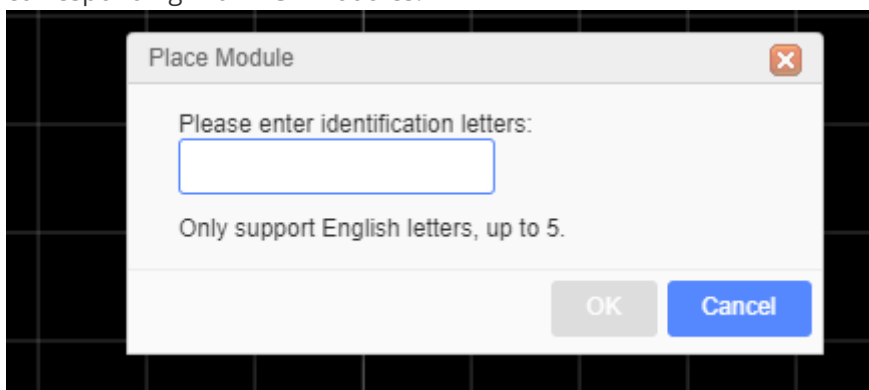 Place Module
Please enter identification letters:
Only support English letters, up to 5.
OK
Cancel